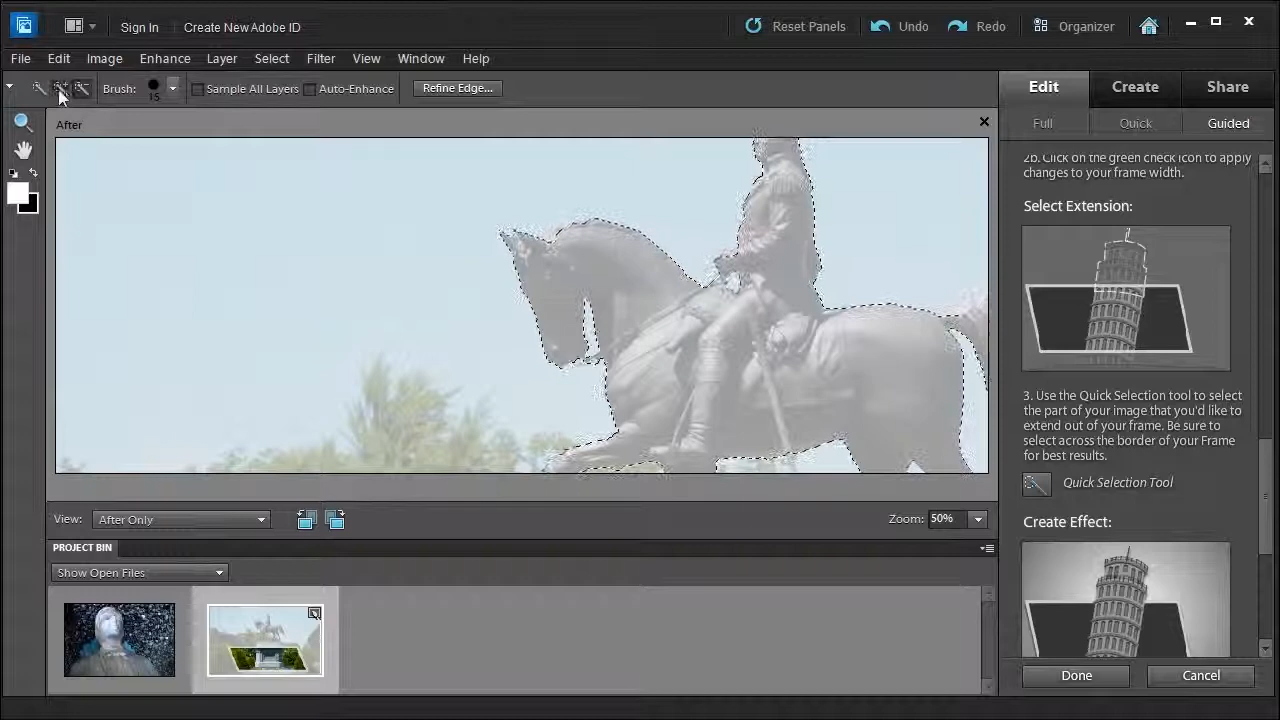 Sign In
Create New Adobe ID
Reset Panels
Undo
Redo
Organizer
File Edit Image Enhance Layer Select Filter View Window Help
Brush: 15
Sample All Layers
Auto-Enhance
Refine Edge...
Edit Create Share
Full Quick Guided
After
2b. Click on the green check icon to apply
changes to your frame width.
Select Extension:
3. Use the Quick Selection tool to select
the part of your image that you'd like to
extend out of your frame. Be sure to
select across the border of your Frame
for best results.
Quick Selection Tool
Create Effect:
Done
Cancel
View: After Only
Zoom: 50%
PROJECT BIN
Show Open Files